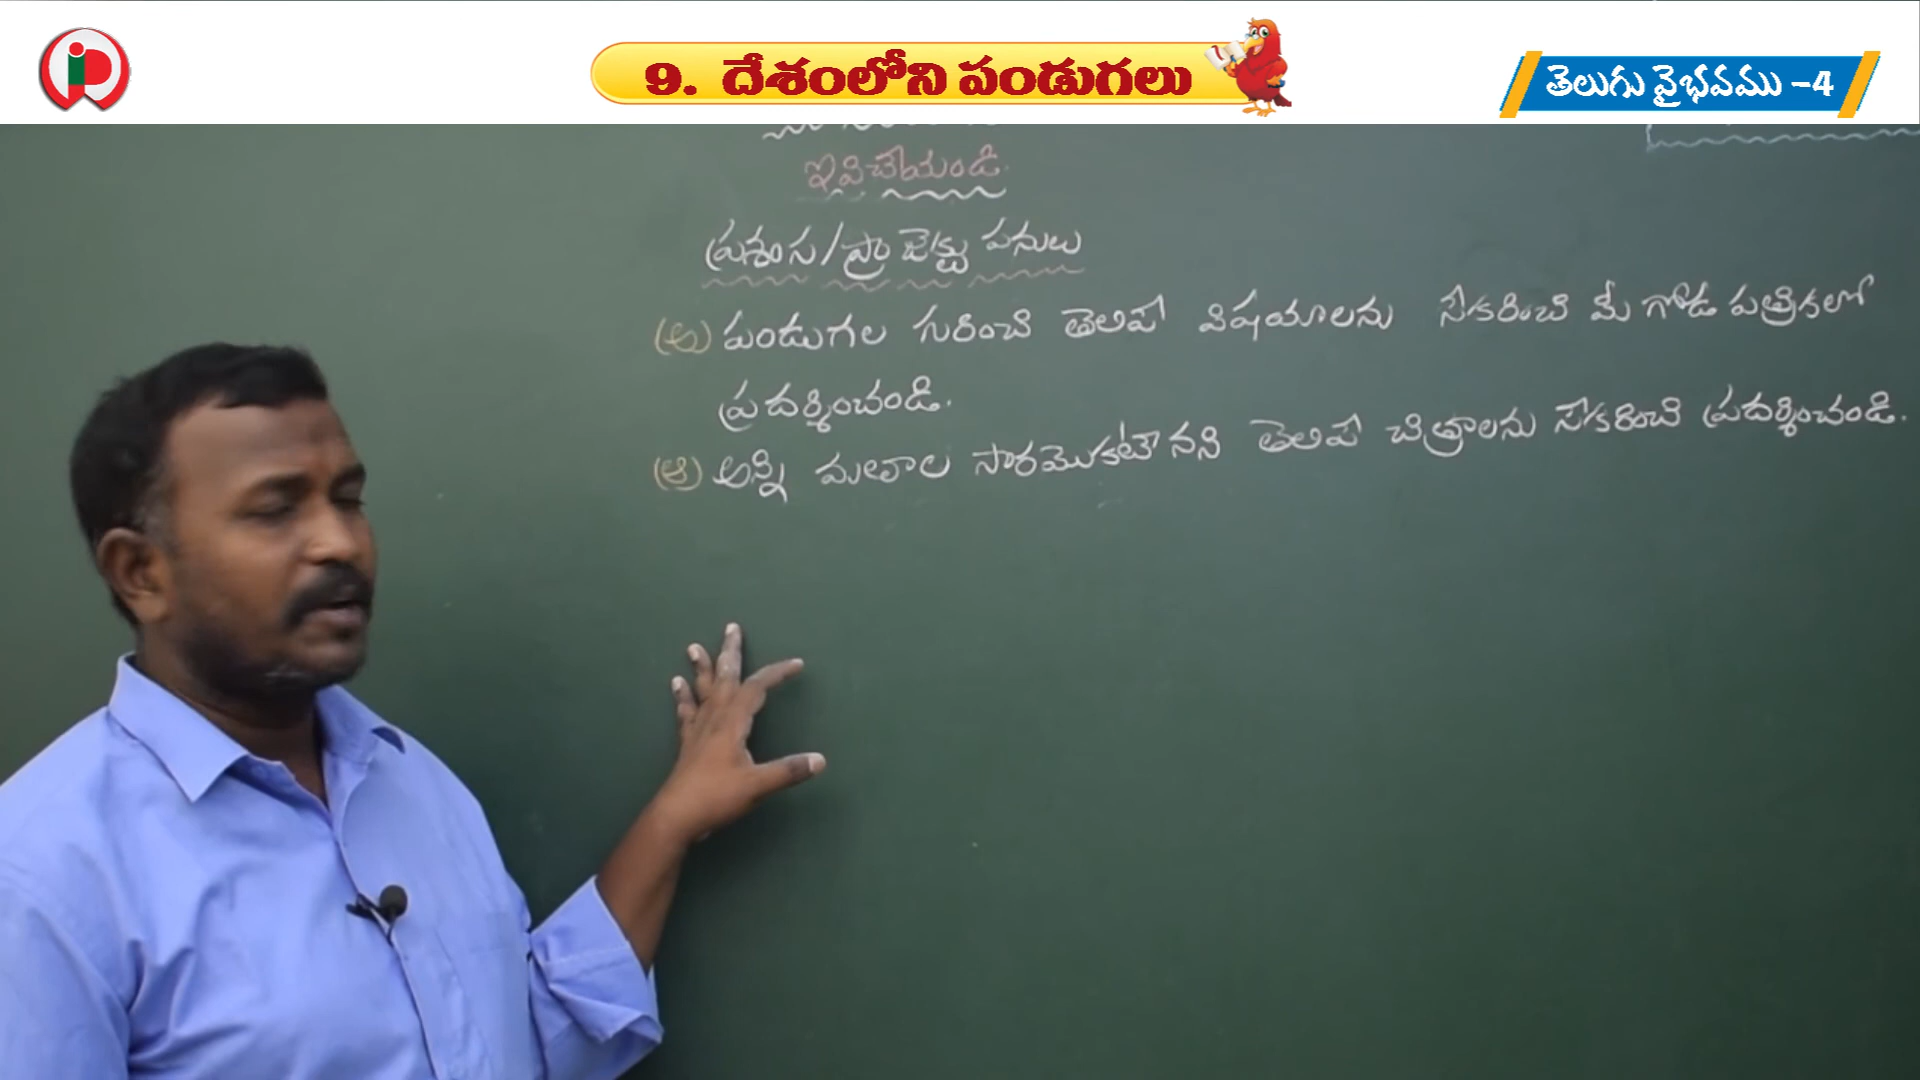 9. దేశంలోని పండుగలు
తెలుగు వైభవము -4
ఇవిచేయండి.
ప్రశంస/ప్రాజెక్టు పనులు
(అ) పండుగల గురించి తెలిపే విషయాలను సేకరించి మీ గోడ పత్రికలో
ప్రదర్శించండి.
(ఆ) అన్ని మతాల సారమొకటే నని తెలిపే చిత్రాలను సేకరించి ప్రదర్శించండి.